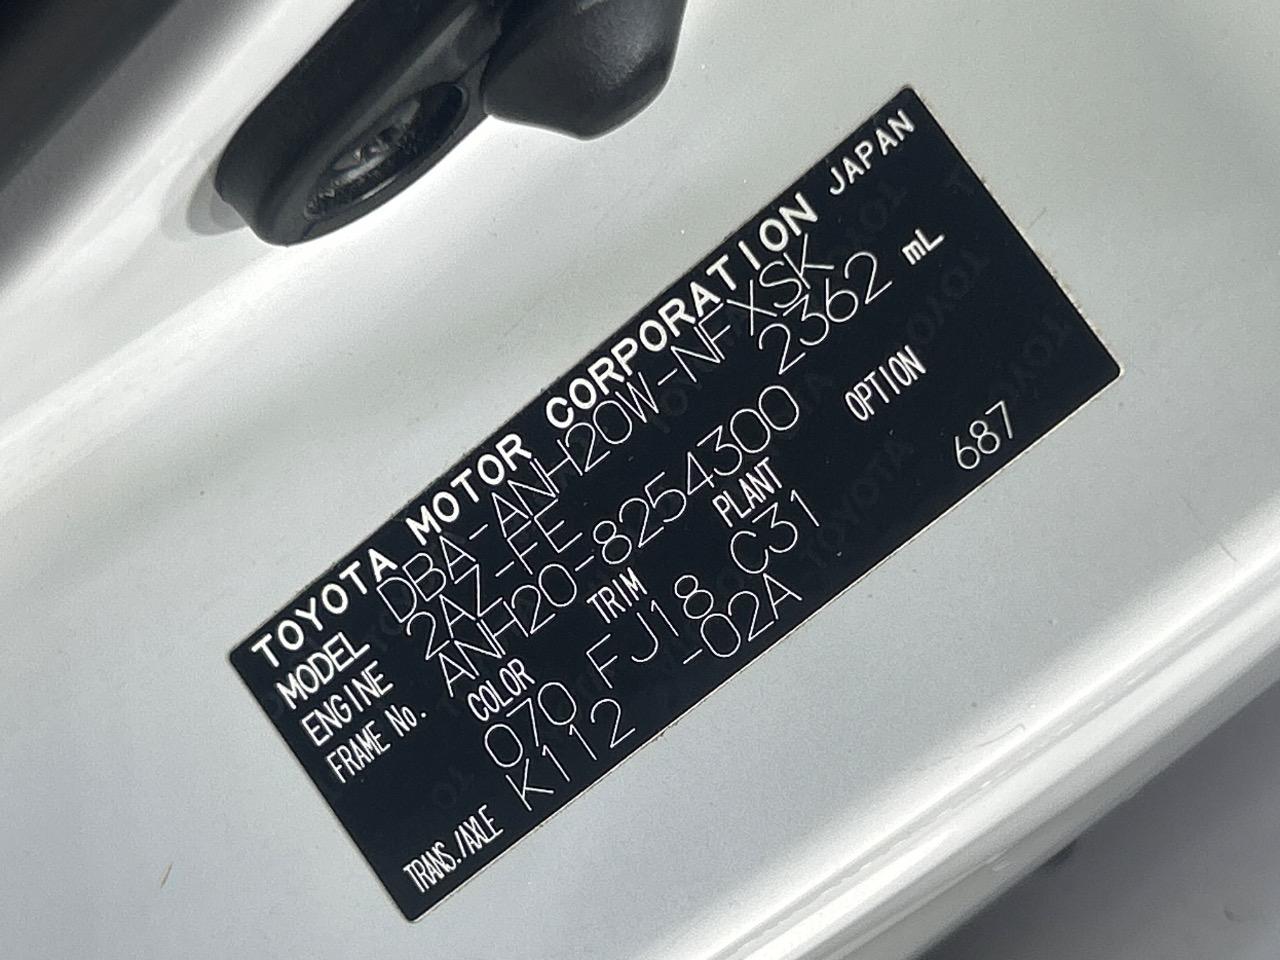 TOYOTA MOTOR CORPORATION JAPAN
MODEL DBA-ANH20W-NFXSK
ENGINE 2AZ-FE 2362 mL
FRAME No. ANH20-8254300
COLOR TRIM PLANT OPTION
070 FJ18 C31 687
TRANS./AXLE K112 -02A